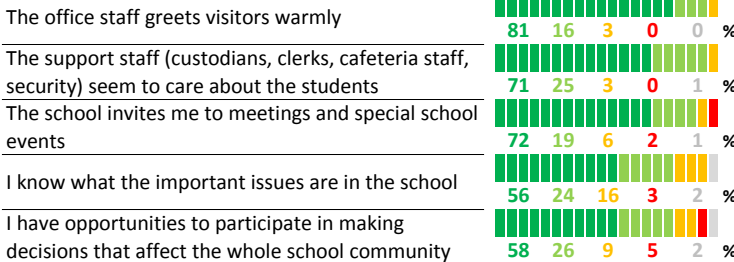 The office staff greets visitors warmly
81 16 3 0 0 %
The support staff (custodians, clerks, cafeteria staff,
security) seem to care about the students
71 25 3 0 1 %
The school invites me to meetings and special school
events
72 19 6 2 1 %
I know what the important issues are in the school
56 24 16 3 2 %
I have opportunities to participate in making
decisions that affect the whole school community
58 26 9 5 2 %